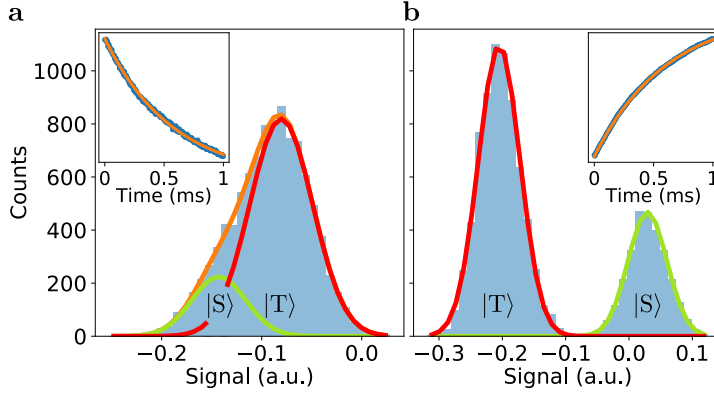 a
b
Counts
1000
800
600
400
200
0
0
0.5
1
Time (ms)
|S⟩
|T⟩
−0.2
−0.1
0.0
Signal (a.u.)
0
0.5
1
Time (ms)
|T⟩
|S⟩
−0.3
−0.2
−0.1
0.0
0.1
Signal (a.u.)